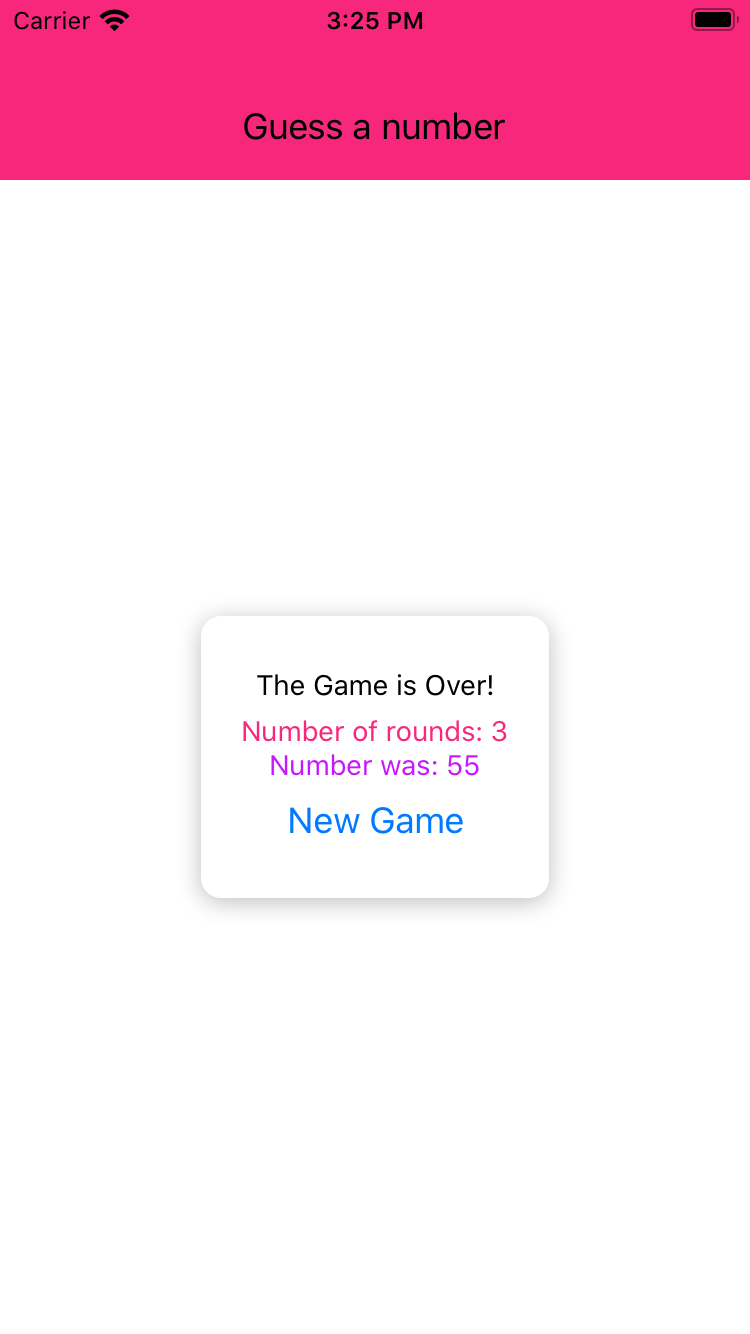 Carrier 3:25 PM
Guess a number
The Game is Over!
Number of rounds: 3
Number was: 55
New Game